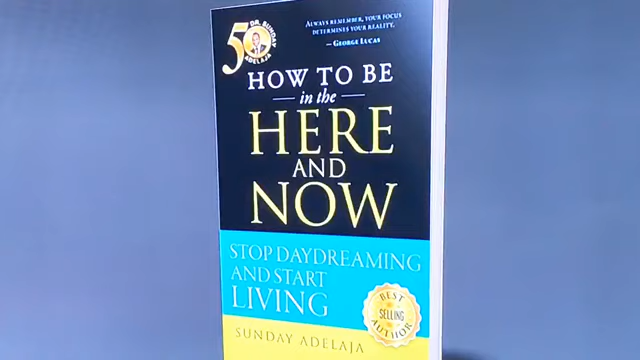 50
DR. SUNDAY
ADELAJA
ALWAYS REMEMBER, YOUR FOCUS
DETERMINES YOUR REALITY.
— GEORGE LUCAS
HOW TO BE
in the
HERE
AND
NOW
STOP DAYDREAMING
AND START
LIVING
BEST
SELLING
AUTHOR
SUNDAY ADELAJA